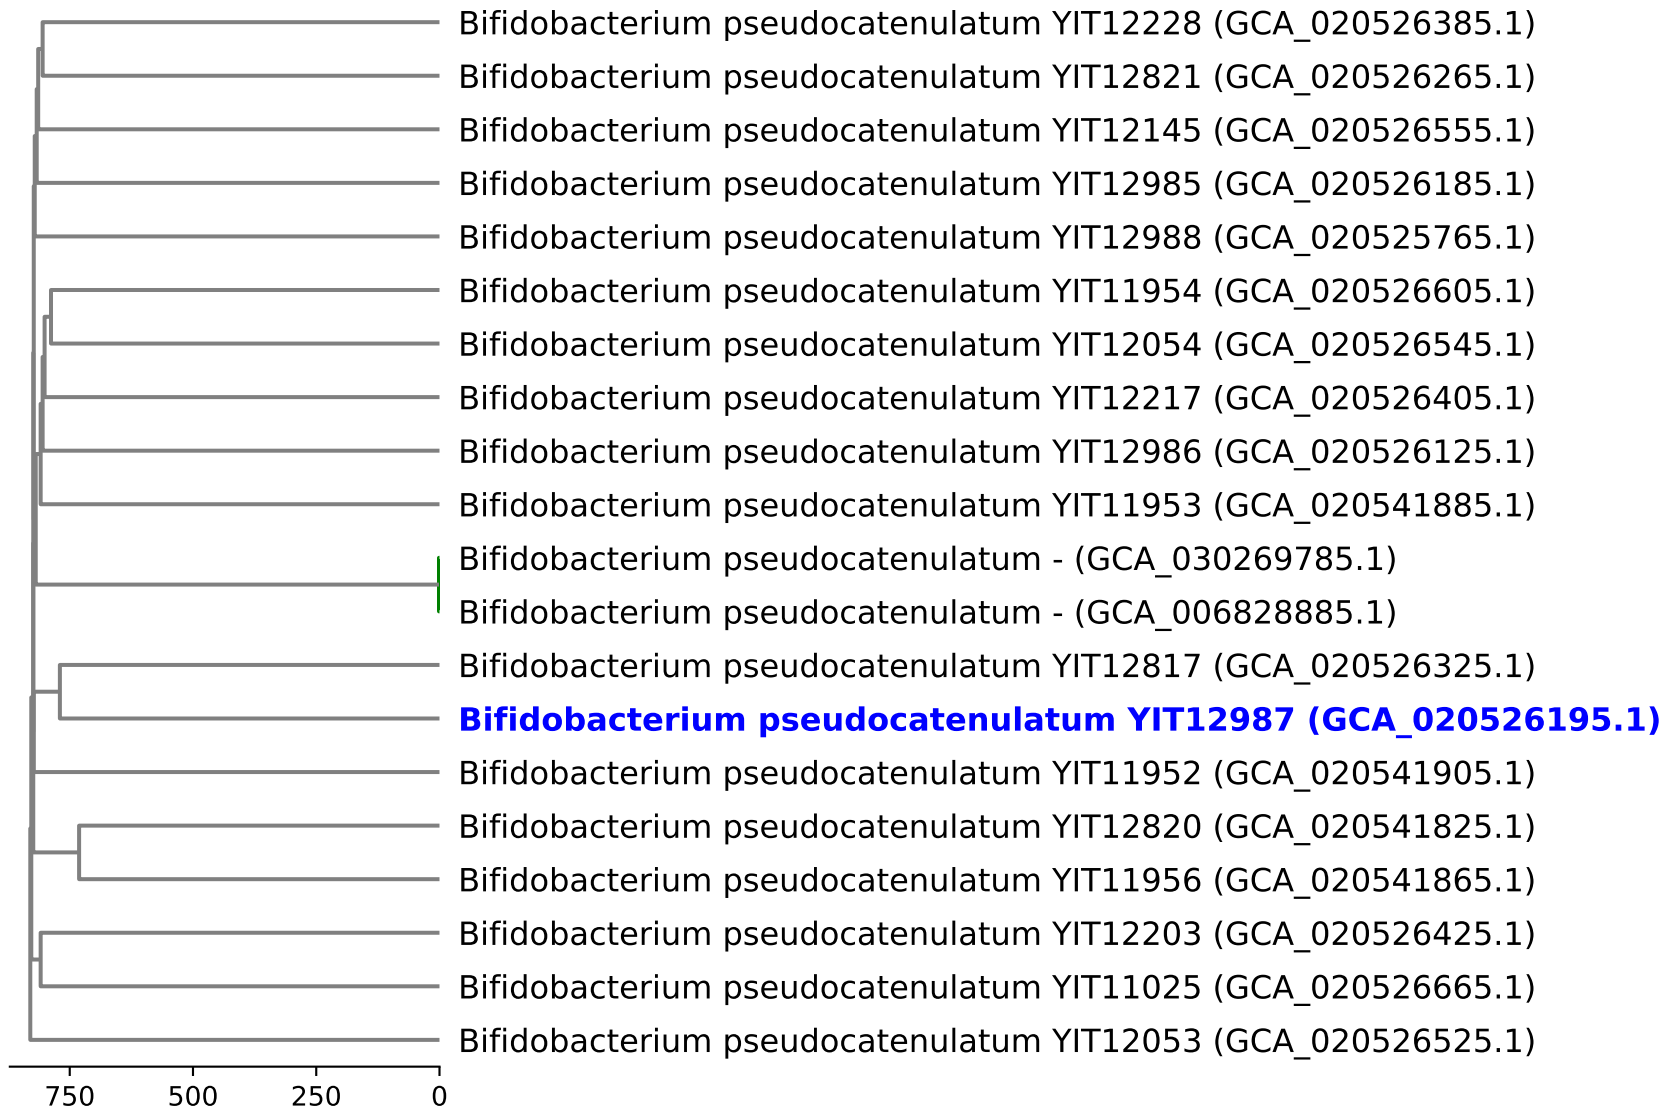 Bifidobacterium pseudocatenulatum YIT12228 (GCA_020526385.1)
Bifidobacterium pseudocatenulatum YIT12821 (GCA_020526265.1)
Bifidobacterium pseudocatenulatum YIT12145 (GCA_020526555.1)
Bifidobacterium pseudocatenulatum YIT12985 (GCA_020526185.1)
Bifidobacterium pseudocatenulatum YIT12988 (GCA_020525765.1)
Bifidobacterium pseudocatenulatum YIT11954 (GCA_020526605.1)
Bifidobacterium pseudocatenulatum YIT12054 (GCA_020526545.1)
Bifidobacterium pseudocatenulatum YIT12217 (GCA_020526405.1)
Bifidobacterium pseudocatenulatum YIT12986 (GCA_020526125.1)
Bifidobacterium pseudocatenulatum YIT11953 (GCA_020541885.1)
Bifidobacterium pseudocatenulatum - (GCA_030269785.1)
Bifidobacterium pseudocatenulatum - (GCA_006828885.1)
Bifidobacterium pseudocatenulatum YIT12817 (GCA_020526325.1)
Bifidobacterium pseudocatenulatum YIT12987 (GCA_020526195.1)
Bifidobacterium pseudocatenulatum YIT11952 (GCA_020541905.1)
Bifidobacterium pseudocatenulatum YIT12820 (GCA_020541825.1)
Bifidobacterium pseudocatenulatum YIT11956 (GCA_020541865.1)
Bifidobacterium pseudocatenulatum YIT12203 (GCA_020526425.1)
Bifidobacterium pseudocatenulatum YIT11025 (GCA_020526665.1)
Bifidobacterium pseudocatenulatum YIT12053 (GCA_020526525.1)
750 500 250 0